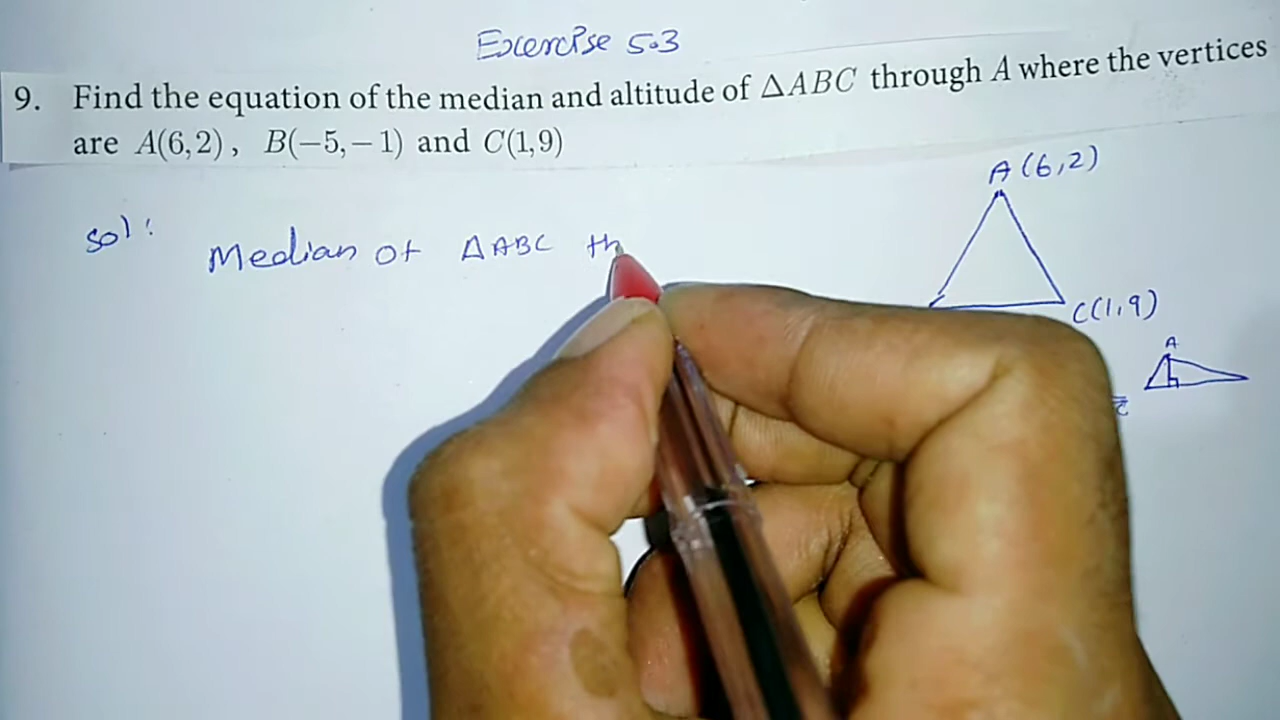 Exercise 5.3
9. Find the equation of the median and altitude of ΔABC through A where the vertices
are A(6,2), B(−5,−1) and C(1,9)
A (6,2)
Sol:
Median of ΔABC th
C(1,9)
A